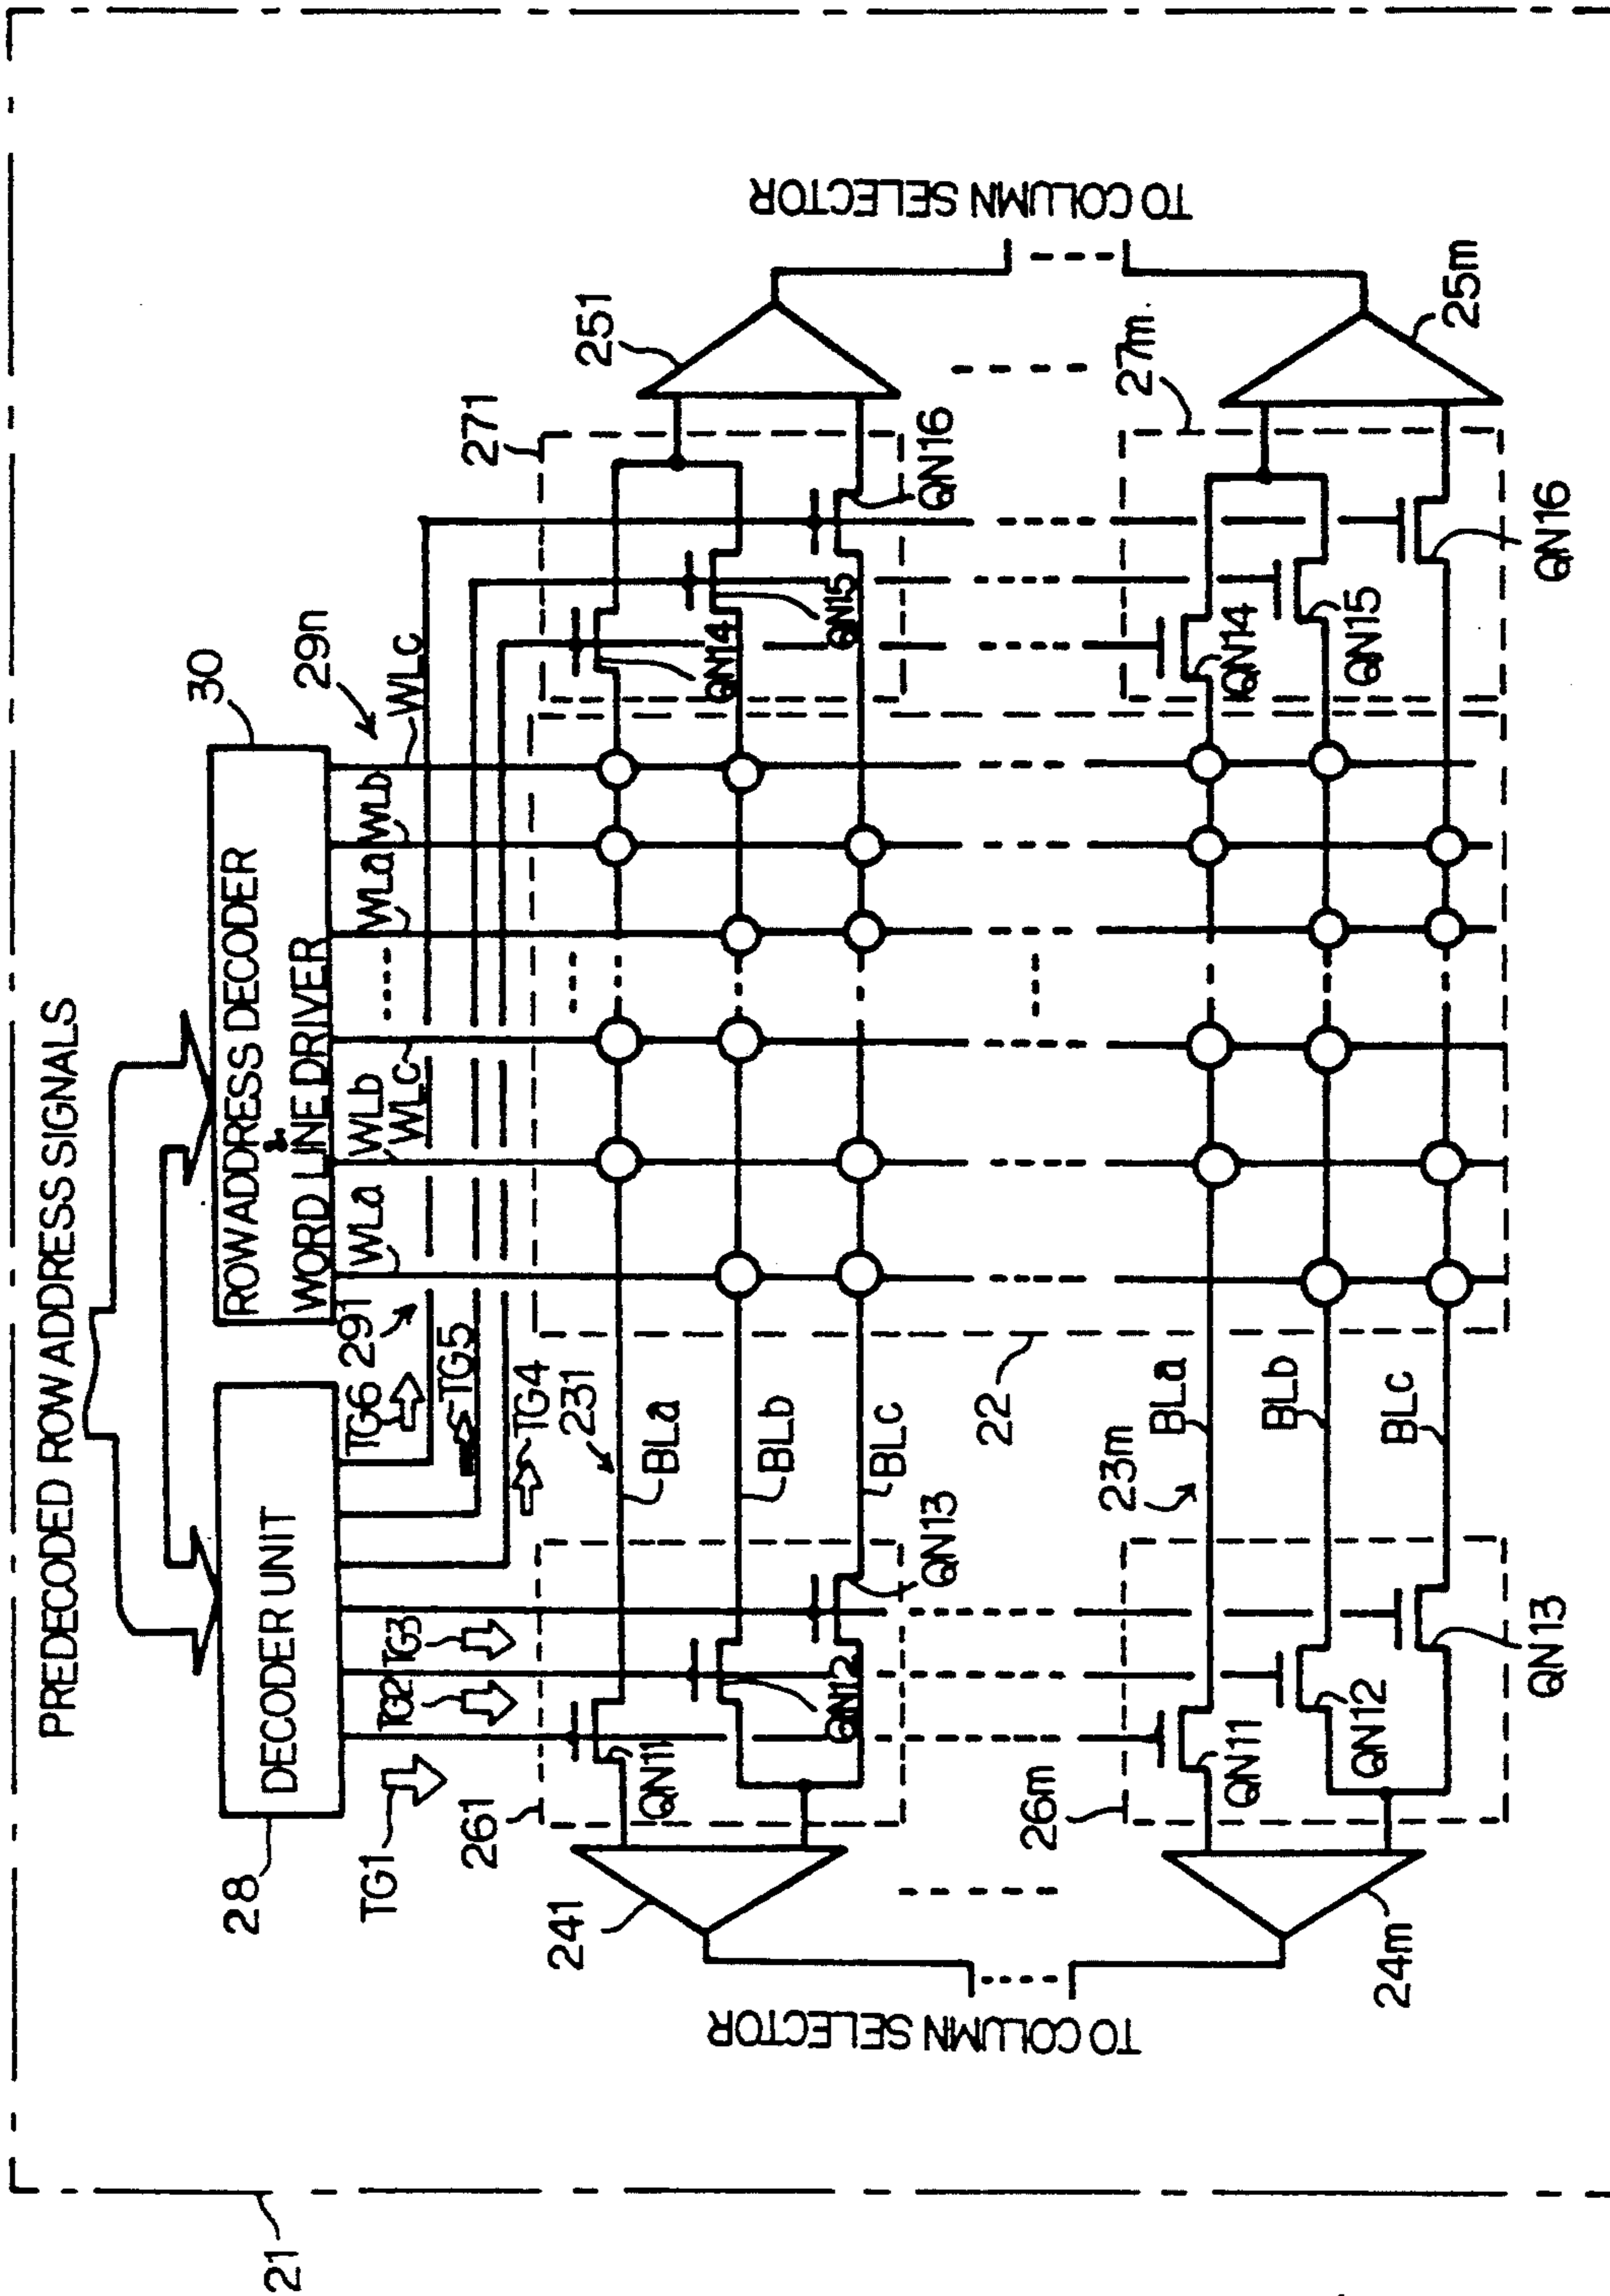 PREDECODED ROW ADDRESS SIGNALS
21
28
DECODER UNIT
30
ROW ADDRESS DECODER
&
WORD LINE DRIVER
TG1
TG2
TG3
TG6
TG5
TG4
291
WLa
WLb
WLc
WLa
WLb
WLc
29n
261
241
QN11
QN12
QN13
231
BLa
BLb
BLc
22
271
251
QN14
QN15
QN16
TO COLUMN SELECTOR
TO COLUMN SELECTOR
26m
24m
QN11
QN12
QN13
23m
BLa
BLb
BLc
27m
25m
QN14
QN15
QN16